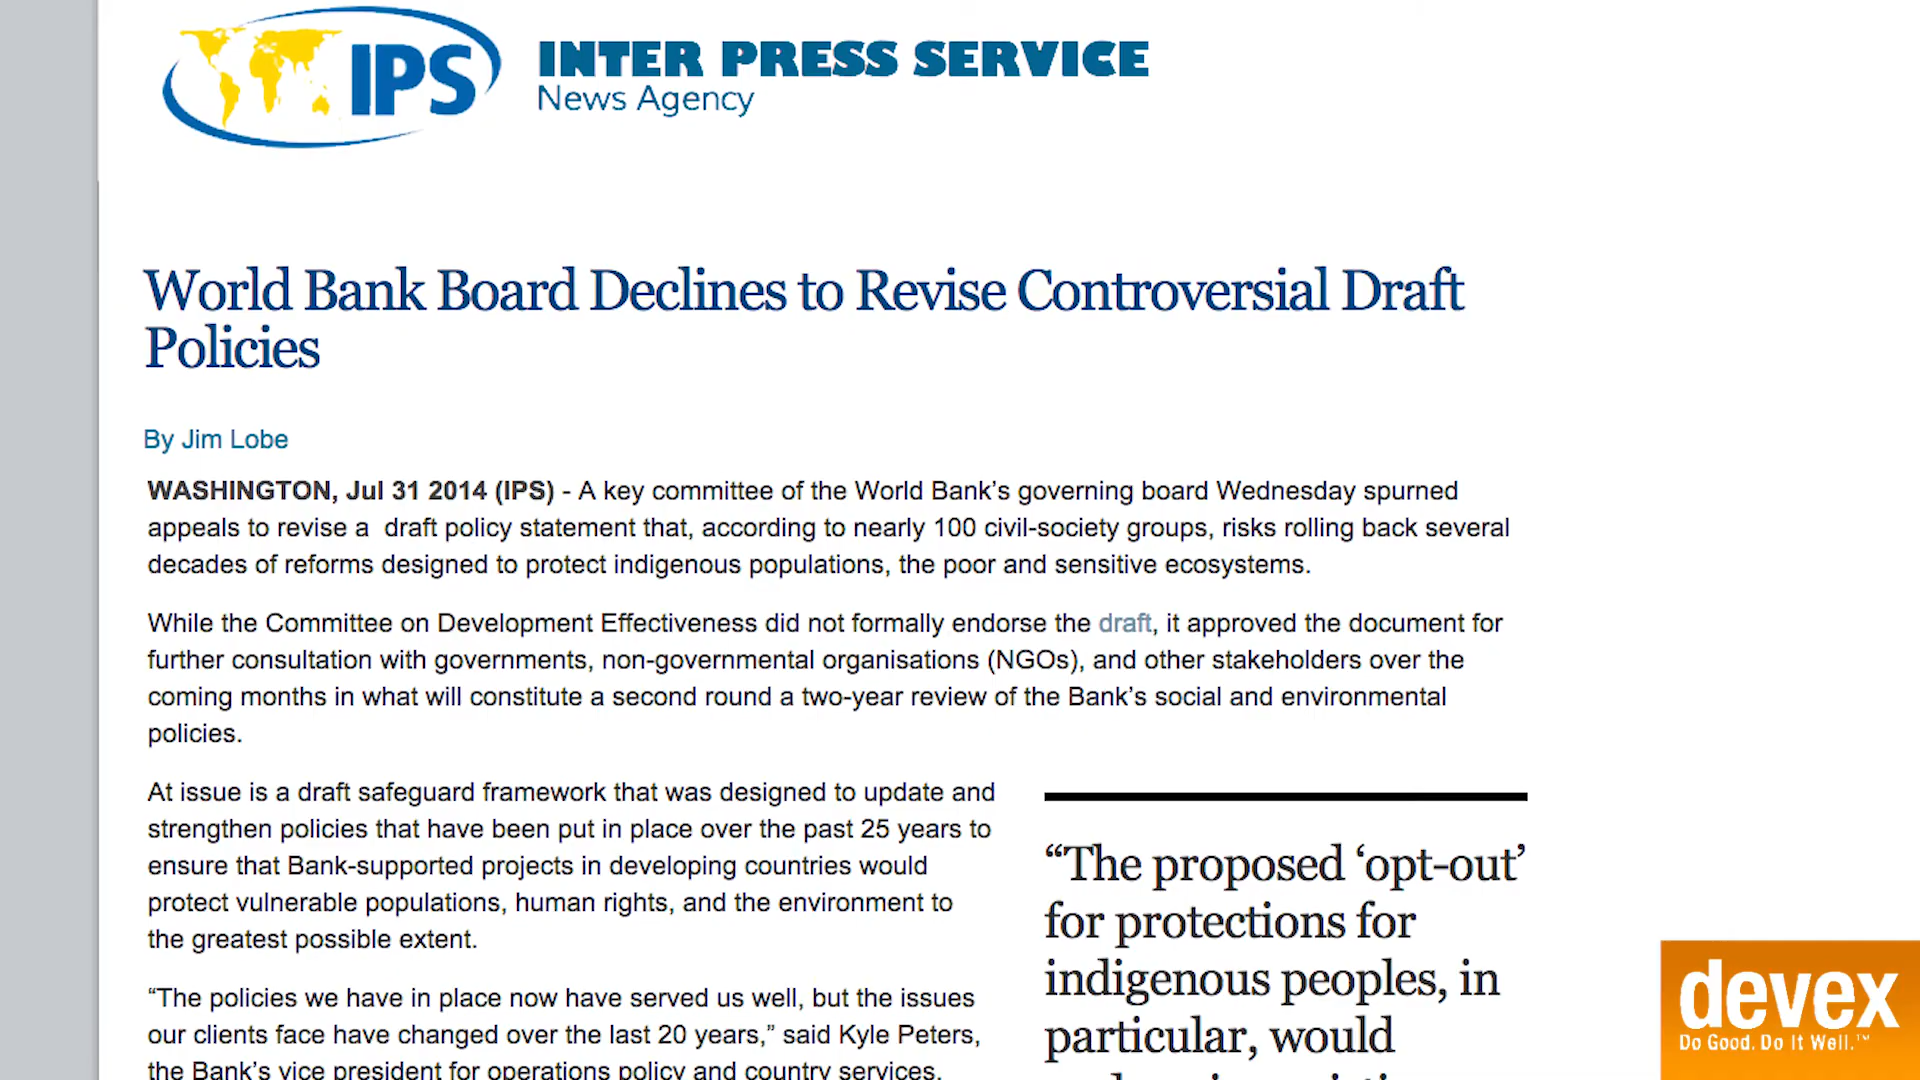 IPS
INTER PRESS SERVICE
News Agency
World Bank Board Declines to Revise Controversial Draft
Policies
By Jim Lobe
WASHINGTON, Jul 31 2014 (IPS) - A key committee of the World Bank’s governing board Wednesday spurned
appeals to revise a  draft policy statement that, according to nearly 100 civil-society groups, risks rolling back several
decades of reforms designed to protect indigenous populations, the poor and sensitive ecosystems.
While the Committee on Development Effectiveness did not formally endorse the draft, it approved the document for
further consultation with governments, non-governmental organisations (NGOs), and other stakeholders over the
coming months in what will constitute a second round a two-year review of the Bank’s social and environmental
policies.
At issue is a draft safeguard framework that was designed to update and
strengthen policies that have been put in place over the past 25 years to
ensure that Bank-supported projects in developing countries would
protect vulnerable populations, human rights, and the environment to
the greatest possible extent.
“The policies we have in place now have served us well, but the issues
our clients face have changed over the last 20 years,” said Kyle Peters,
the Bank’s vice president for operations policy and country services.
“The proposed ‘opt-out’
for protections for
indigenous peoples, in
particular, would
devex
Do Good. Do It Well.™